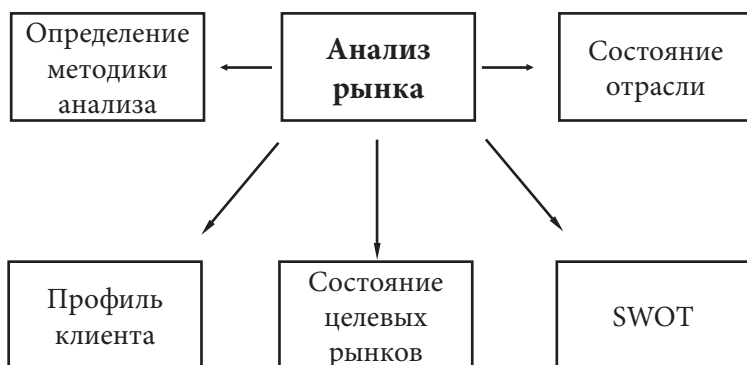 Определение
методики
анализа
Анализ
рынка
Состояние
отрасли
Профиль
клиента
Состояние
целевых
рынков
SWOT